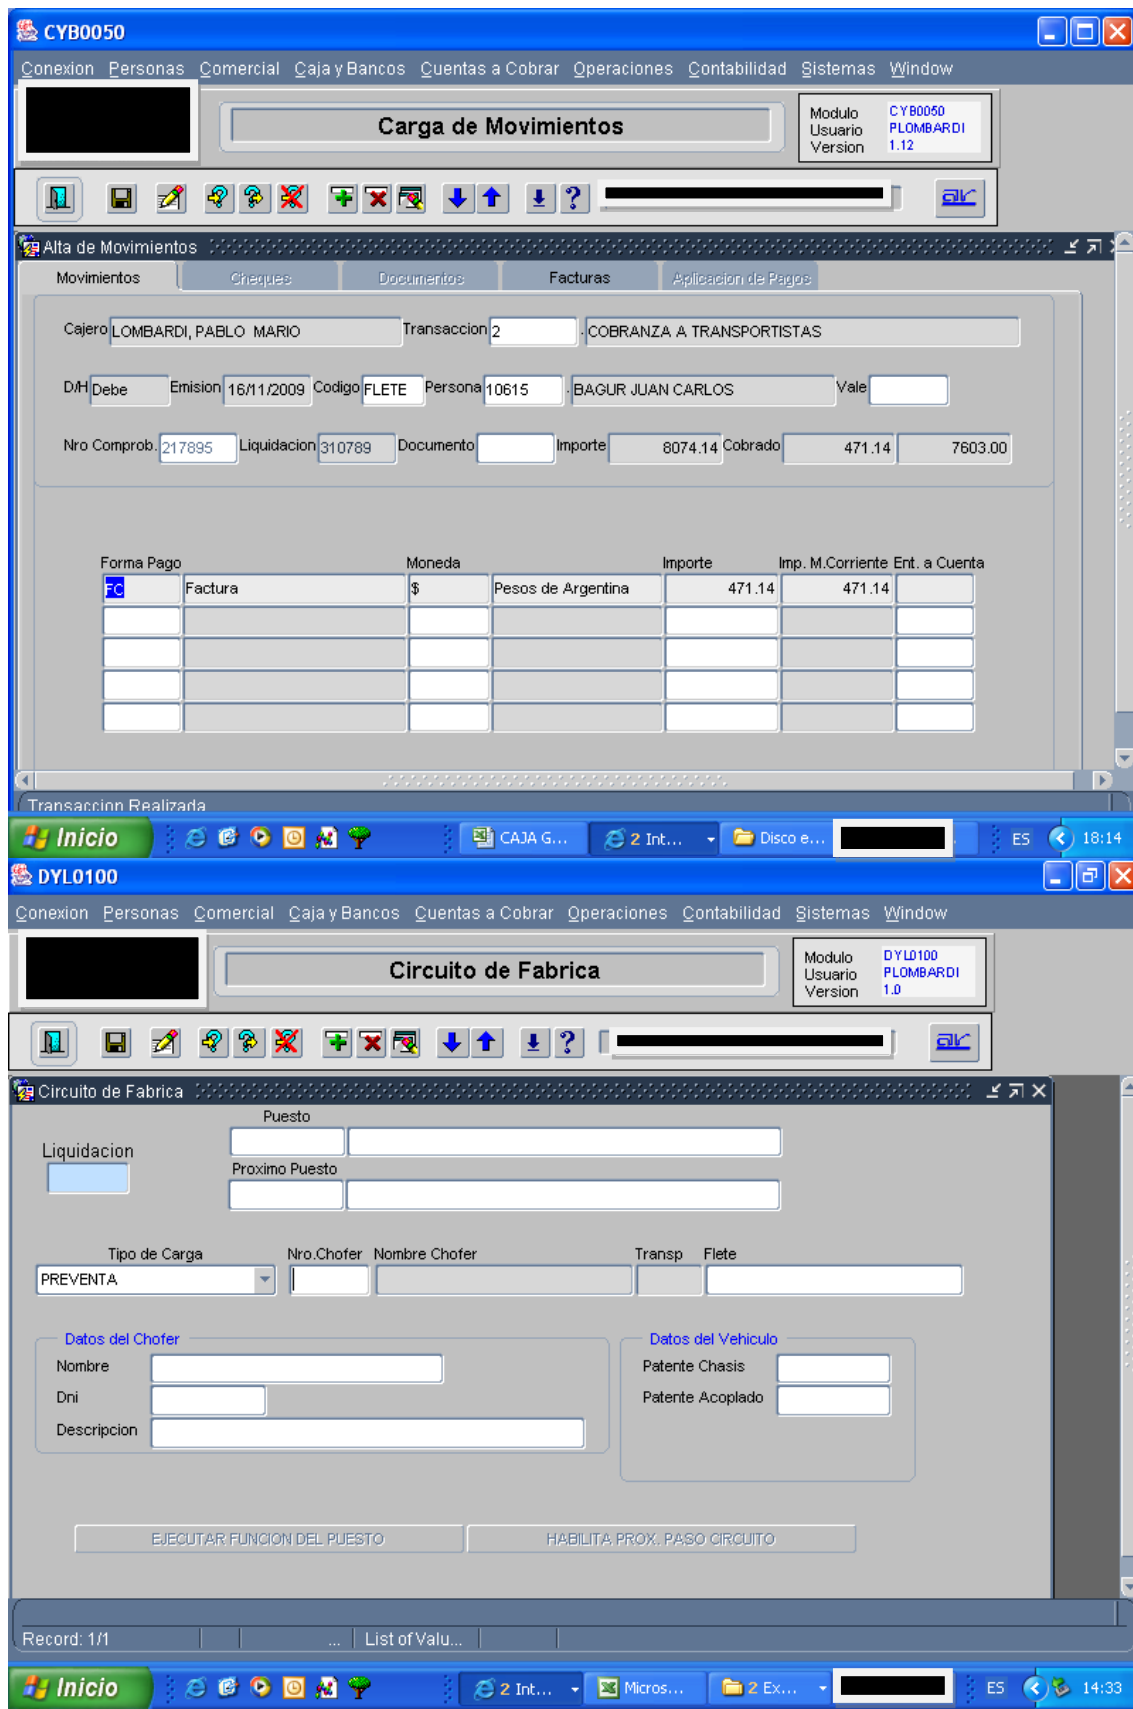 CYB0050
Conexion Personas Comercial Caja y Bancos Cuentas a Cobrar Operaciones Contabilidad Sistemas Window
Carga de Movimientos
Modulo CYB0050
Usuario PLOMBARDI
Version 1.12
Alta de Movimientos
Movimientos Cheques Documentos Facturas Aplicacion de Pagos
Cajero LOMBARDI, PABLO MARIO Transaccion 2 . COBRANZA A TRANSPORTISTAS
D/H Debe Emision 16/11/2009 Codigo FLETE Persona 10615 . BAGUR JUAN CARLOS Vale
Nro Comprob. 217895 Liquidacion 310789 Documento Importe 8074.14 Cobrado 471.14 7603.00
Forma Pago Moneda Importe Imp. M.Corriente Ent. a Cuenta
FC Factura $ Pesos de Argentina 471.14 471.14
Transaccion Realizada
Inicio CAJA G... 2 Int... Disco e... ES 18:14
DYL0100
Conexion Personas Comercial Caja y Bancos Cuentas a Cobrar Operaciones Contabilidad Sistemas Window
Circuito de Fabrica
Modulo DYL0100
Usuario PLOMBARDI
Version 1.0
Circuito de Fabrica
Puesto
Liquidacion
Proximo Puesto
Tipo de Carga Nro.Chofer Nombre Chofer Transp Flete
PREVENTA
Datos del Chofer Datos del Vehiculo
Nombre Patente Chasis
Dni Patente Acoplado
Descripcion
EJECUTAR FUNCION DEL PUESTO HABILITA PROX. PASO CIRCUITO
Record: 1/1 ... List of Valu...
Inicio 2 Int... Micros... 2 Ex... ES 14:33